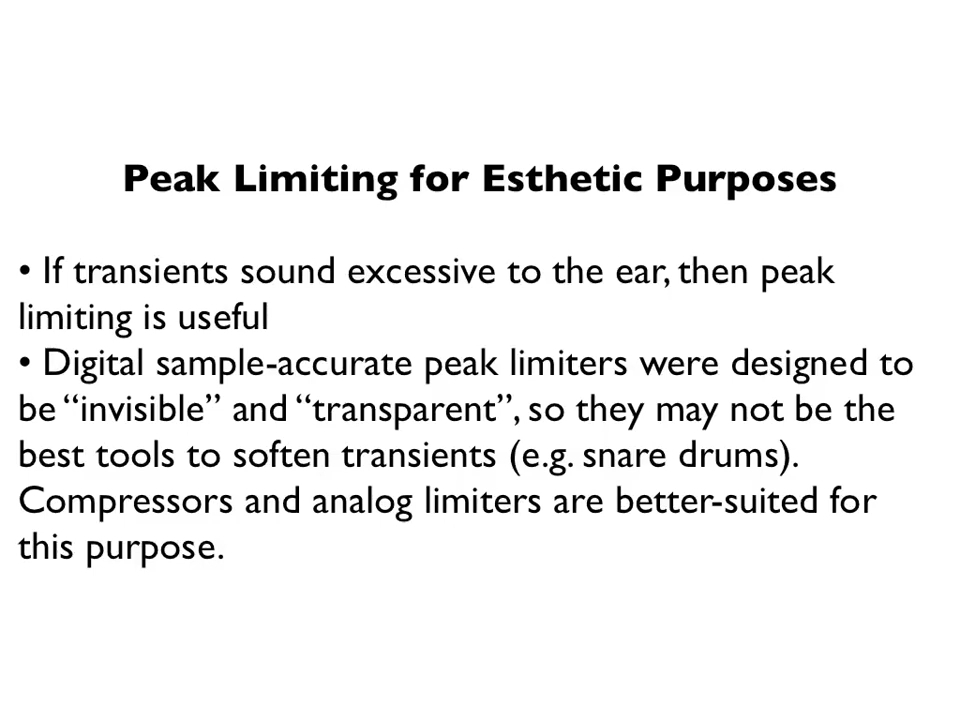 Peak Limiting for Esthetic Purposes
• If transients sound excessive to the ear, then peak
limiting is useful
• Digital sample-accurate peak limiters were designed to
be “invisible” and “transparent”, so they may not be the
best tools to soften transients (e.g. snare drums).
Compressors and analog limiters are better-suited for
this purpose.